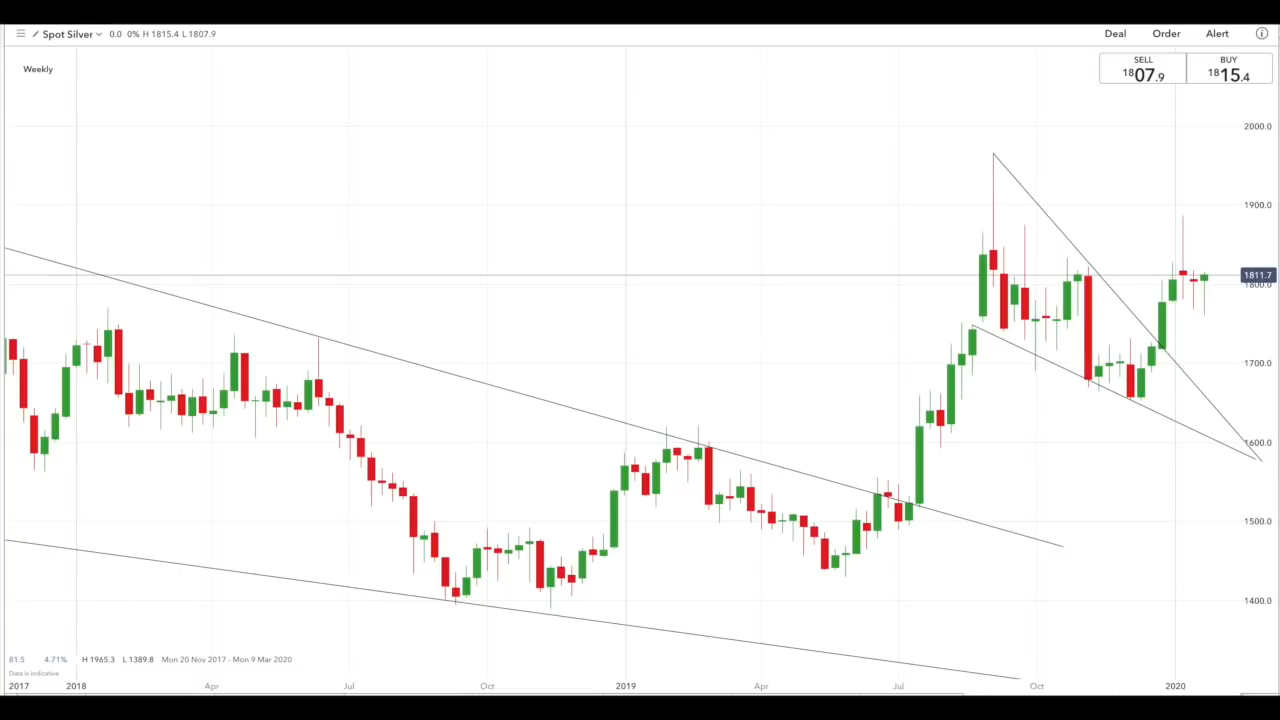 Spot Silver 0.0 0% H 1815.4 L 1807.9 Deal Order Alert
Weekly
SELL BUY
1807.9 1815.4
2000.0
1900.0
1811.7
1800.0
1700.0
1600.0
1500.0
1400.0
81.5 4.71% H 1965.3 L 1389.8 Mon 20 Nov 2017 - Mon 9 Mar 2020
Data is indicative
2017 2018 Apr Jul Oct 2019 Apr Jul Oct 2020